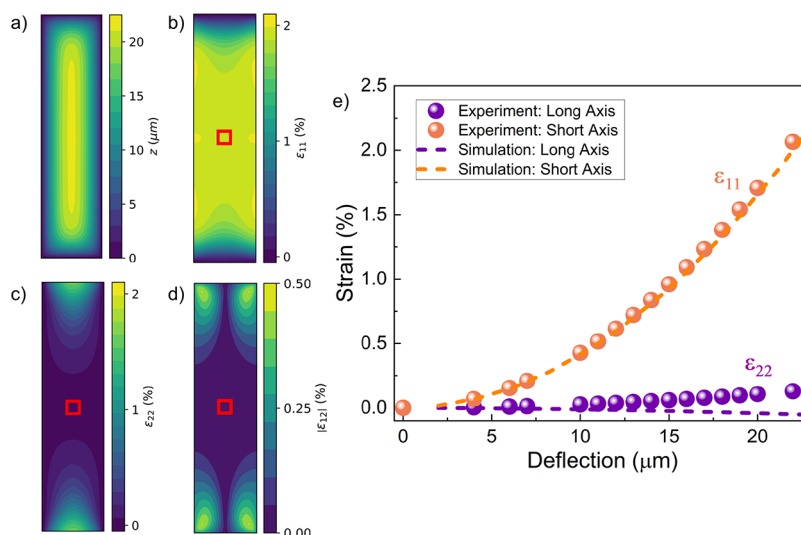 a)
20
15
10
5
0
z (μm)
b)
2
1
0
ε11 (%)
c)
2
1
0
ε22 (%)
d)
0.50
0.25
0.00
|ε12| (%)
e)
2.5
2.0
1.5
1.0
0.5
0.0
Strain (%)
Experiment: Long Axis
Experiment: Short Axis
Simulation: Long Axis
Simulation: Short Axis
ε11
ε22
0 5 10 15 20
Deflection (μm)